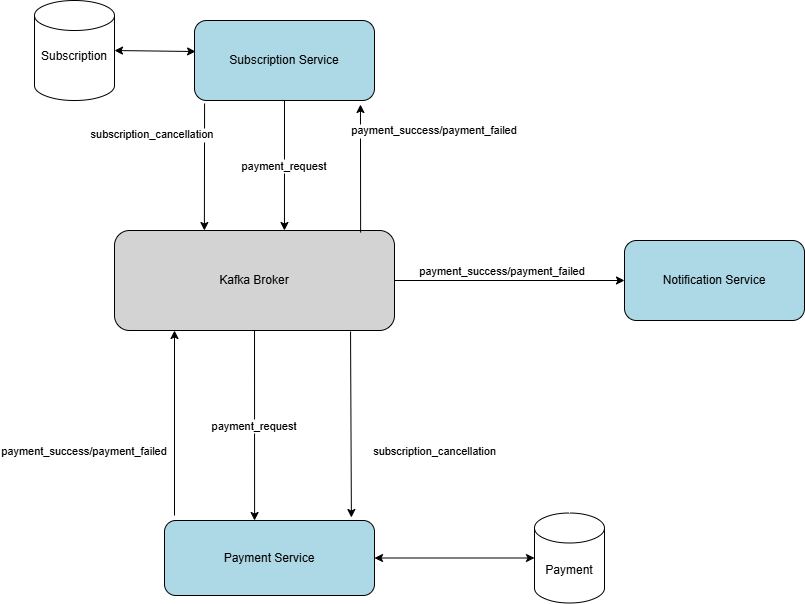 Subscription
Subscription Service
subscription_cancellation
payment_success/payment_failed
payment_request
Kafka Broker
payment_success/payment_failed
Notification Service
payment_request
payment_success/payment_failed
subscription_cancellation
Payment Service
Payment